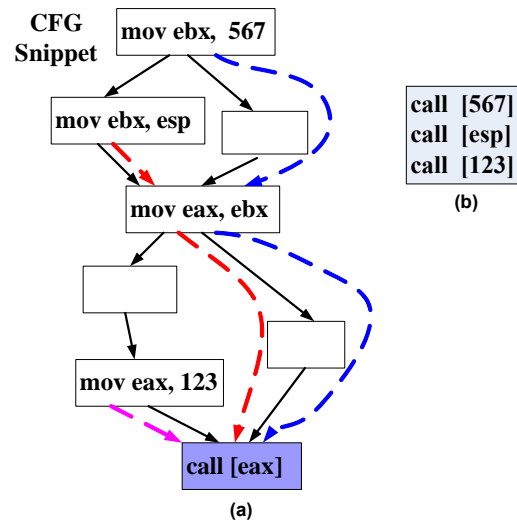 CFG
Snippet
mov ebx, 567
mov ebx, esp
mov eax, ebx
mov eax, 123
call [eax]
(a)
call [567]
call [esp]
call [123]
(b)